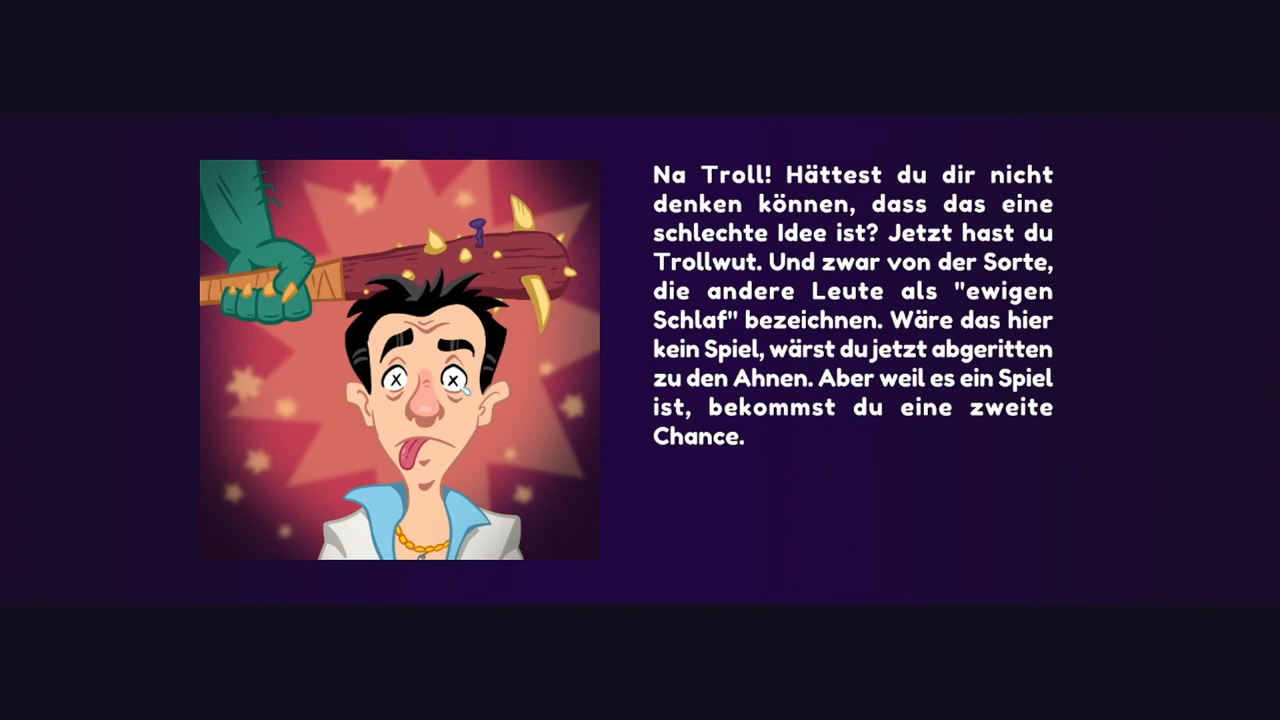 Na Troll! Hättest du dir nicht
denken können, dass das eine
schlechte Idee ist? Jetzt hast du
Trollwut. Und zwar von der Sorte,
die andere Leute als "ewigen
Schlaf" bezeichnen. Wäre das hier
kein Spiel, wärst du jetzt abgeritten
zu den Ahnen. Aber weil es ein Spiel
ist, bekommst du eine zweite
Chance.